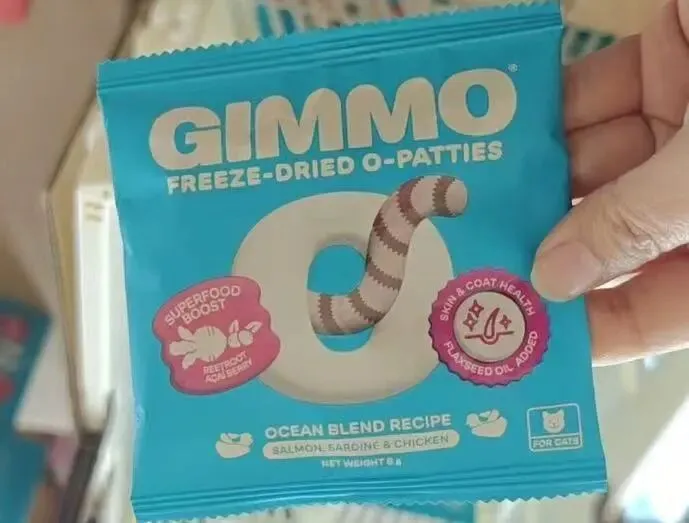 GIMMO®
FREEZE-DRIED O-PATTIES
SUPERFOOD
BOOST
BEETROOT
AÇAÍ BERRY
SKIN & COAT HEALTH
FLAXSEED OIL ADDED
OCEAN BLEND RECIPE
SALMON, SARDINE & CHICKEN
NET WEIGHT 8 g
FOR CATS